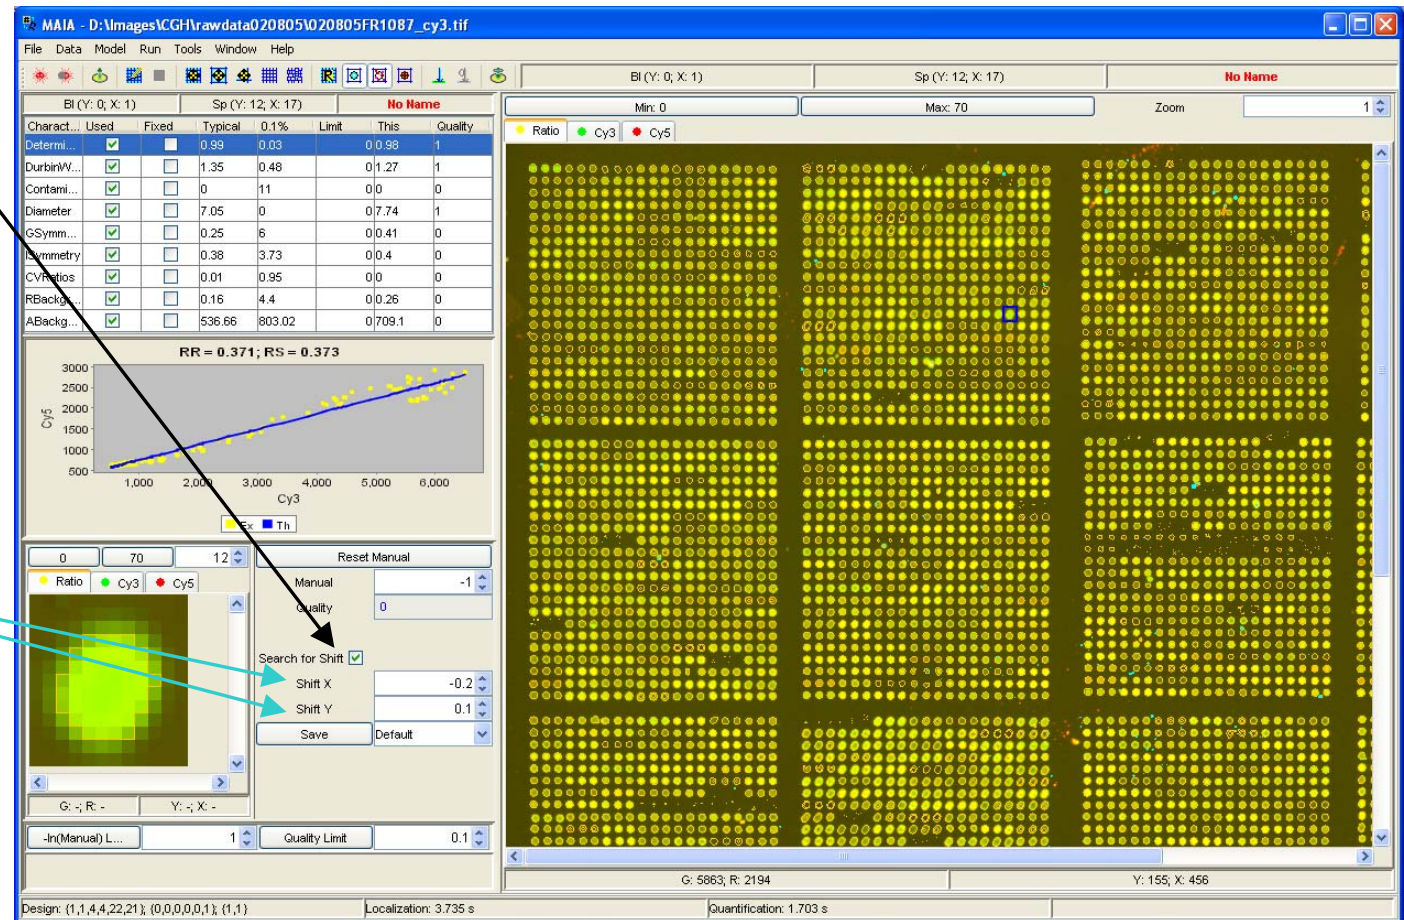 MAIA - D:\Images\CGH\rawdata020805\020805FR1087_cy3.tif
File Data Model Run Tools Window Help
Bl (Y: 0; X: 1) Sp (Y: 12; X: 17) No Name
Bl (Y: 0; X: 1) Sp (Y: 12; X: 17) No Name
Min: 0 Max: 70 Zoom 1
Ratio Cy3 Cy5
Charact... Used Fixed Typical 0.1% Limit This Quality
Determi... 0.99 0.03 0 0.98 1
DurbinW... 1.35 0.48 0 1.27 1
Contami... 0 11 0 0 0
Diameter 7.05 0 0 7.74 1
GSymm... 0.25 6 0 0.41 0
ISymmetry 0.38 3.73 0 0.4 0
CVRatios 0.01 0.95 0 0 0
RBackgr... 0.16 4.4 0 0.26 0
ABackg... 536.66 803.02 0 709.1 0
RR = 0.371; RS = 0.373
3000
2500
2000
1500
1000
500
Cy5
1,000 2,000 3,000 4,000 5,000 6,000
Cy3
Ex Th
0 70 12 Reset Manual
Ratio Cy3 Cy5
Manual -1
Quality 0
Search for Shift
Shift X -0.2
Shift Y 0.1
Save Default
G: -; R: - Y: -; X: -
-ln(Manual) L... 1 Quality Limit 0.1
G: 5863; R: 2194 Y: 155; X: 456
Design: {1,1,4,4,22,21}; {0,0,0,0,0,1}; {1,1} Localization: 3.735 s Quantification: 1.703 s